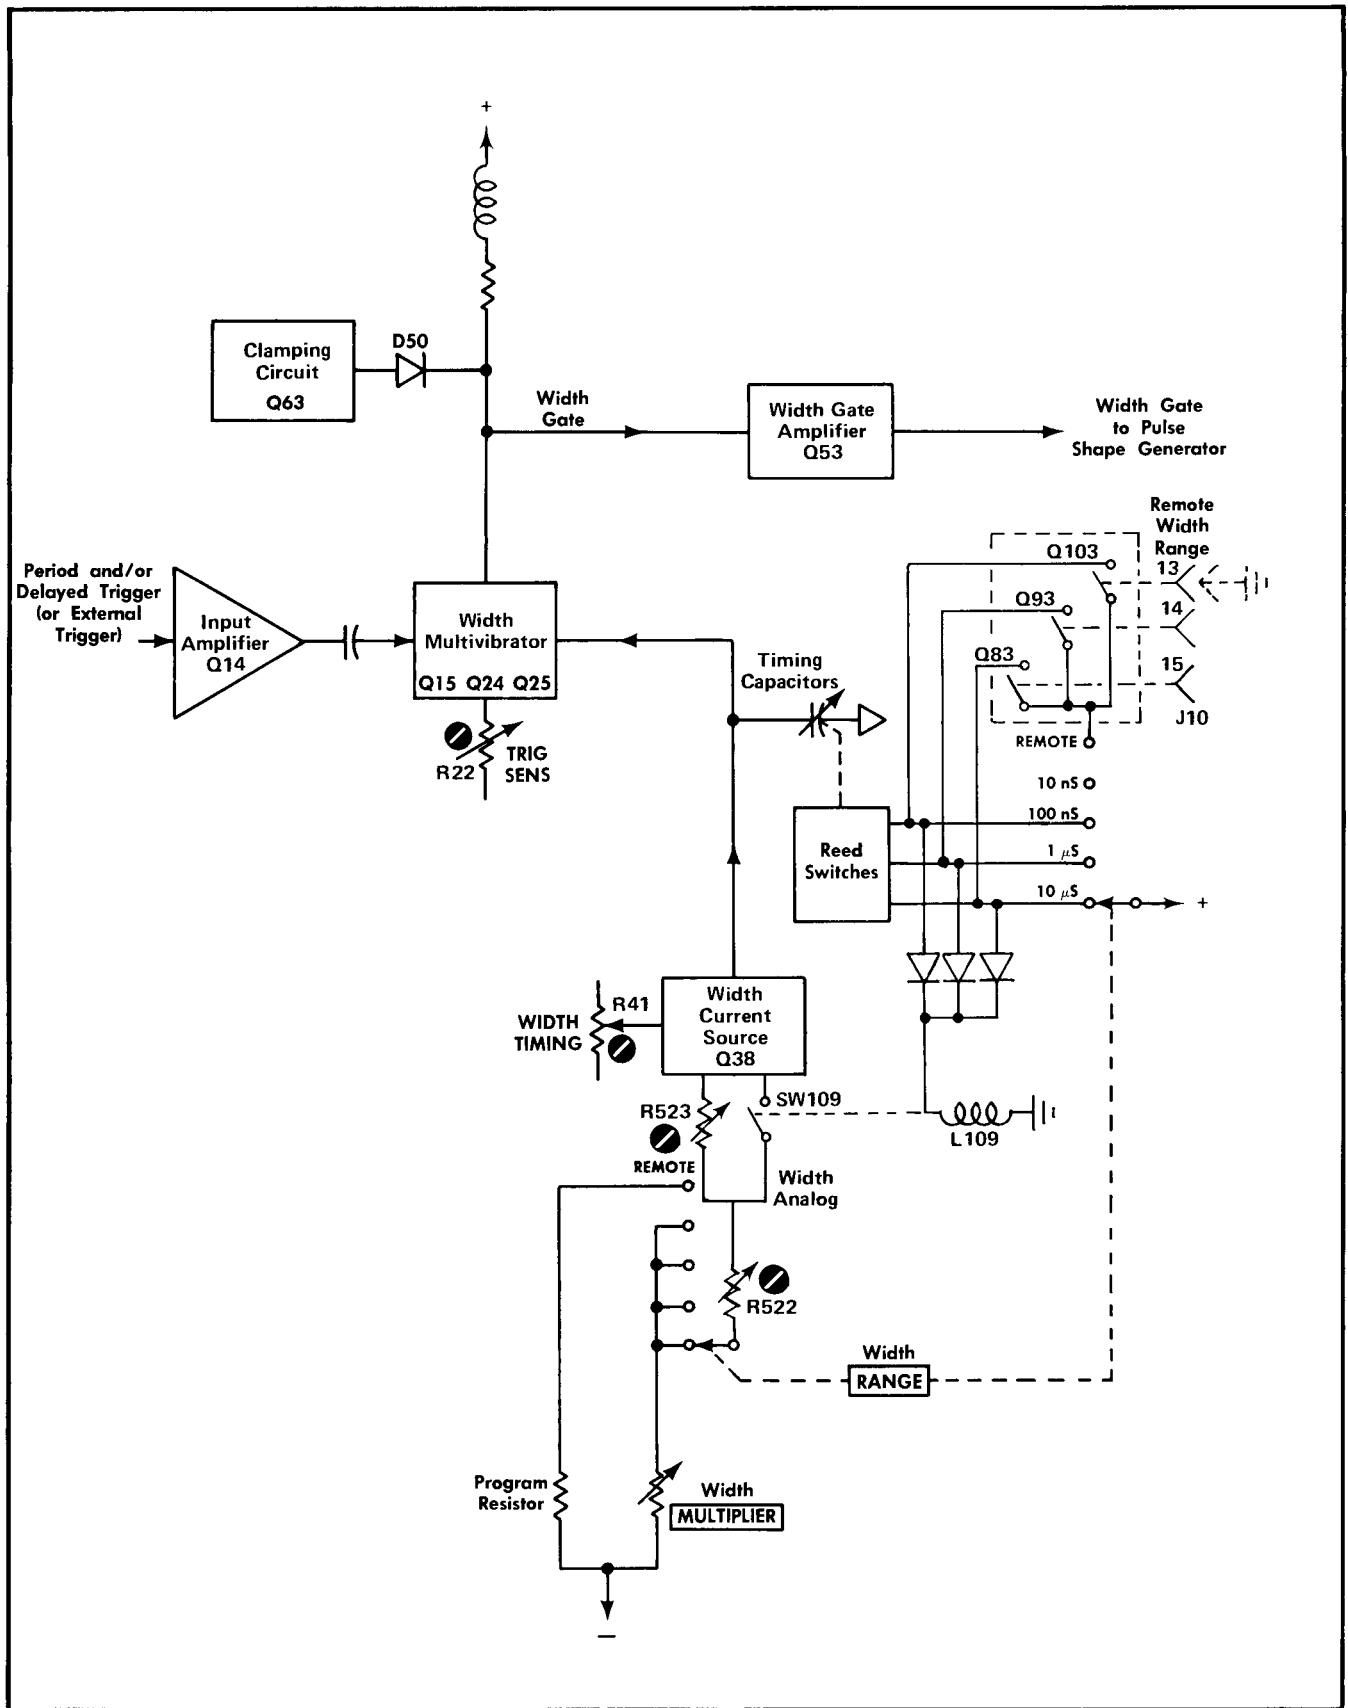 +
Clamping
Circuit
Q63
D50
Width
Gate
Width Gate
Amplifier
Q53
Width Gate
to Pulse
Shape Generator
Remote
Width
Range
Q103
13
Q93
14
Q83
15
J10
REMOTE
10 nS
100 nS
1 μS
10 μS
+
Period and/or
Delayed Trigger
(or External
Trigger)
Input
Amplifier
Q14
Width
Multivibrator
Q15 Q24 Q25
R22
TRIG
SENS
Timing
Capacitors
Reed
Switches
R41
WIDTH
TIMING
Width
Current
Source
Q38
R523
SW109
L109
REMOTE
Width
Analog
R522
Width
RANGE
Program
Resistor
Width
MULTIPLIER
—